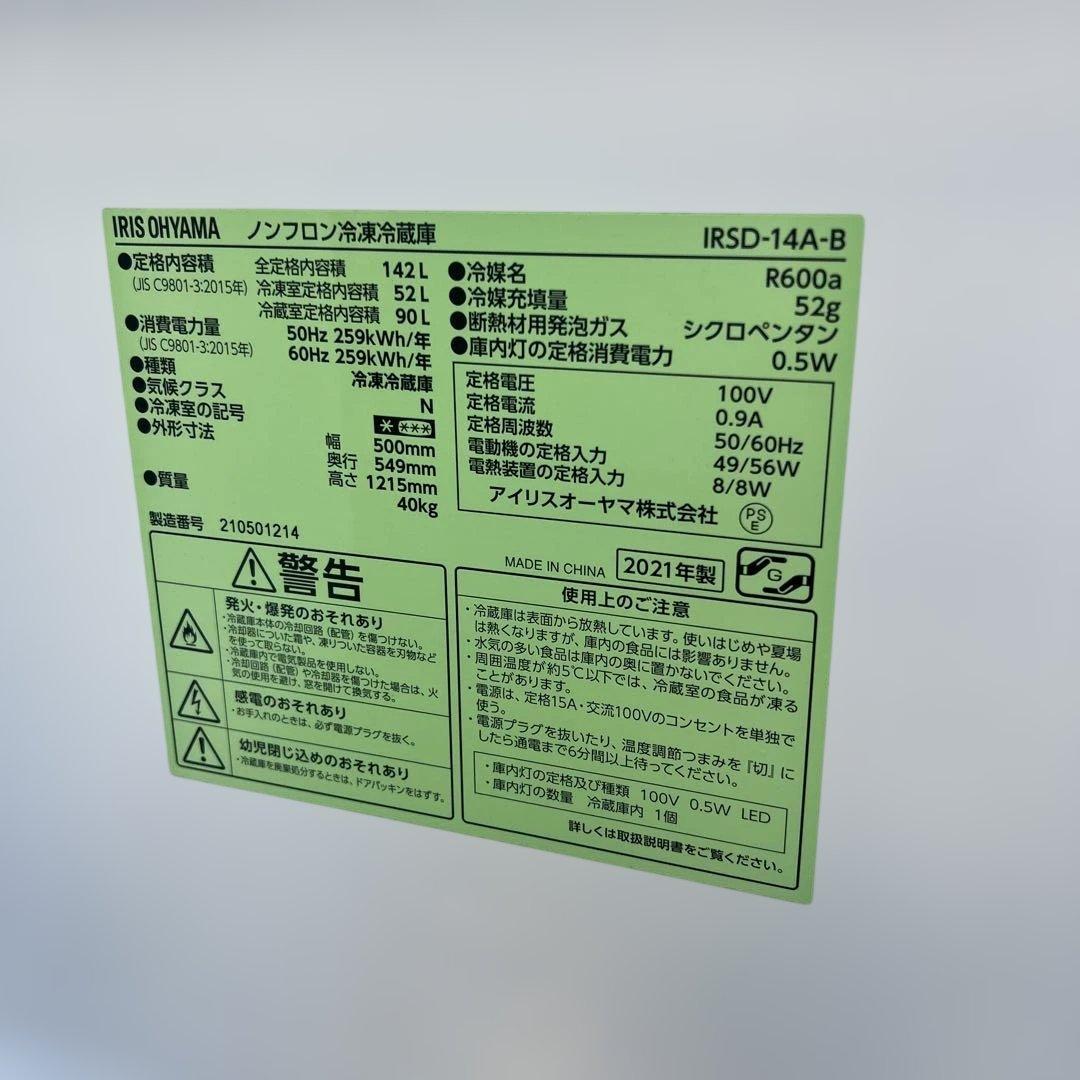 IRIS OHYAMA ノンフロン冷凍冷蔵庫 IRSD-14A-B
●定格内容積 全定格内容積 142 L
(JIS C9801-3:2015年) 冷凍室定格内容積 52 L
冷蔵室定格内容積 90 L
●消費電力量 50Hz 259kWh/年
(JIS C9801-3:2015年) 60Hz 259kWh/年
●種類 冷凍冷蔵庫
●気候クラス N
●冷凍室の記号 * ***
●外形寸法 幅 500mm
奥行 549mm
高さ 1215mm
●質量 40kg
製造番号 210501214
●冷媒名 R600a
●冷媒充填量 52g
●断熱材用発泡ガス シクロペンタン
●庫内灯の定格消費電力 0.5W
定格電圧 100V
定格電流 0.9A
定格周波数 50/60Hz
電動機の定格入力 49/56W
電熱装置の定格入力 8/8W
アイリスオーヤマ株式会社 PS E
MADE IN CHINA 2021年製 G
警告
発火・爆発のおそれあり
・冷蔵庫本体の冷却回路(配管)を傷つけない。
・冷却器についた霜や、凍りついた容器を刃物など
を使って取らない。
・冷蔵庫内で電気製品を使用しない。
・冷却回路(配管)や冷却器を傷つけた場合は、火
気の使用を避け、窓を開けて換気する。
感電のおそれあり
・お手入れのときは、必ず電源プラグを抜く。
幼児閉じ込めのおそれあり
・冷蔵庫を廃棄処分するときは、ドアパッキンをはずす。
使用上のご注意
・冷蔵庫は表面から放熱しています。使いはじめや夏場
は熱くなりますが、庫内の食品には影響ありません。
・水気の多い食品は庫内の奥に置かないでください。
・周囲温度が約5℃以下では、冷蔵室の食品が凍る
ことがあります。
・電源は、定格15A・交流100Vのコンセントを単独で
使う。
・電源プラグを抜いたり、温度調節つまみを『切』に
したら通電まで6分間以上待ってください。
・庫内灯の定格及び種類 100V 0.5W LED
・庫内灯の数量 冷蔵庫内 1個
詳しくは取扱説明書をご覧ください。